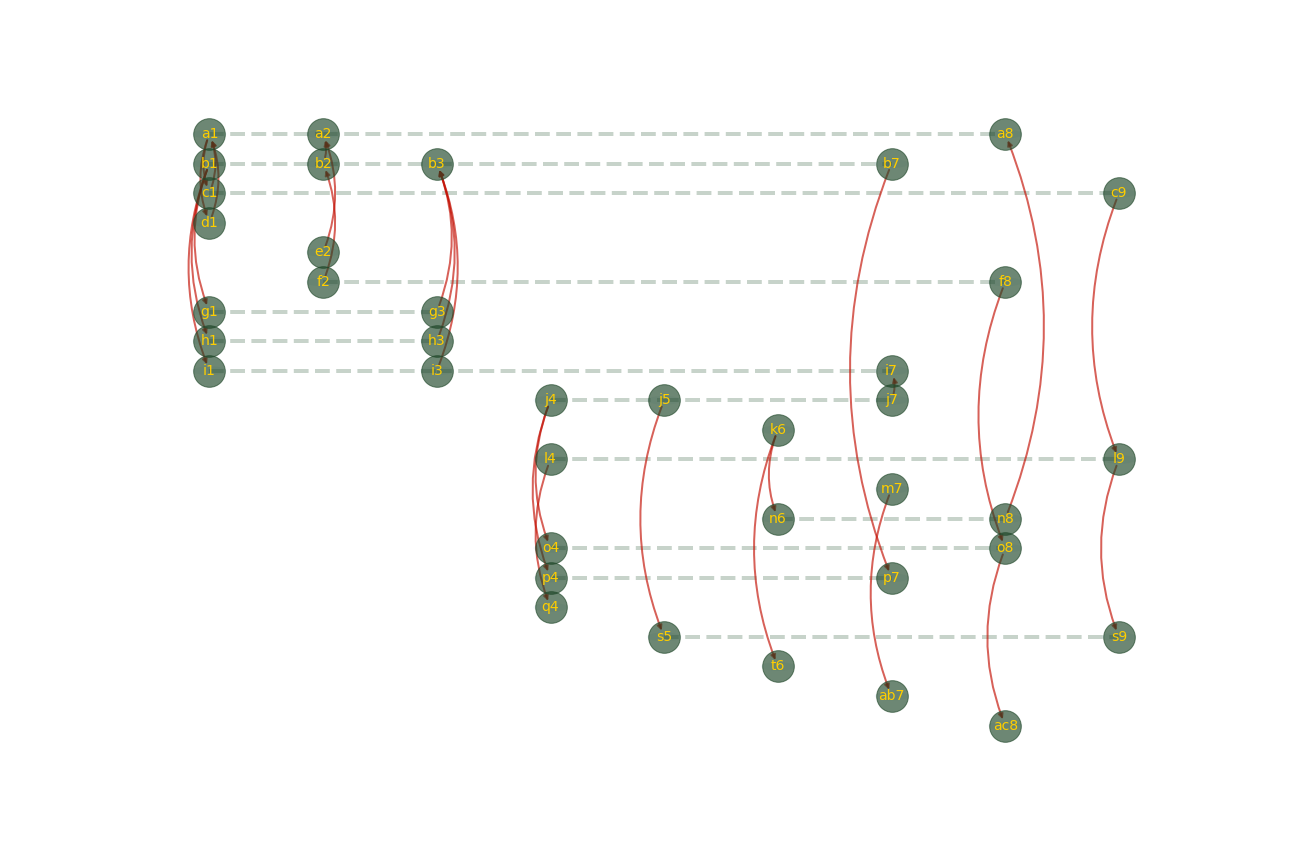 a1 a2 a8
b1 b2 b3 b7
c1 c9
d1
e2
f2 f8
g1 g3
h1 h3
i1 i3 i7
j4 j5 j7
k6
l4 l9
m7
n6 n8
o4 o8
p4 p7
q4
s5 s9
t6
ab7
ac8